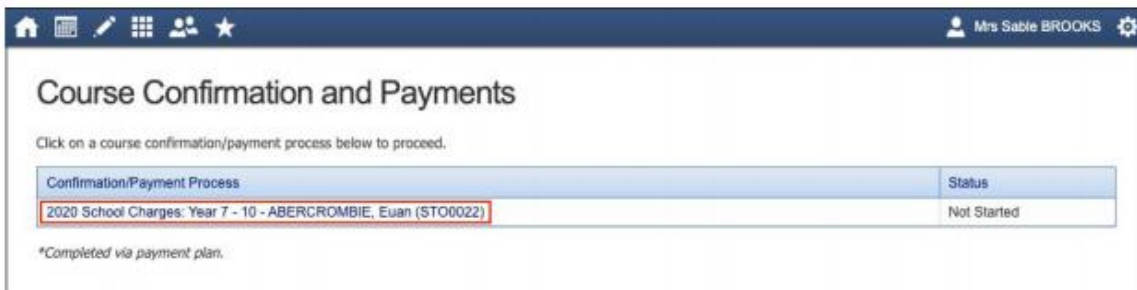 Mrs Sable BROOKS
Course Confirmation and Payments
Click on a course confirmation/payment process below to proceed.
Confirmation/Payment Process Status
2020 School Charges: Year 7 - 10 - ABERCROMBIE, Euan (STO0022) Not Started
*Completed via payment plan.